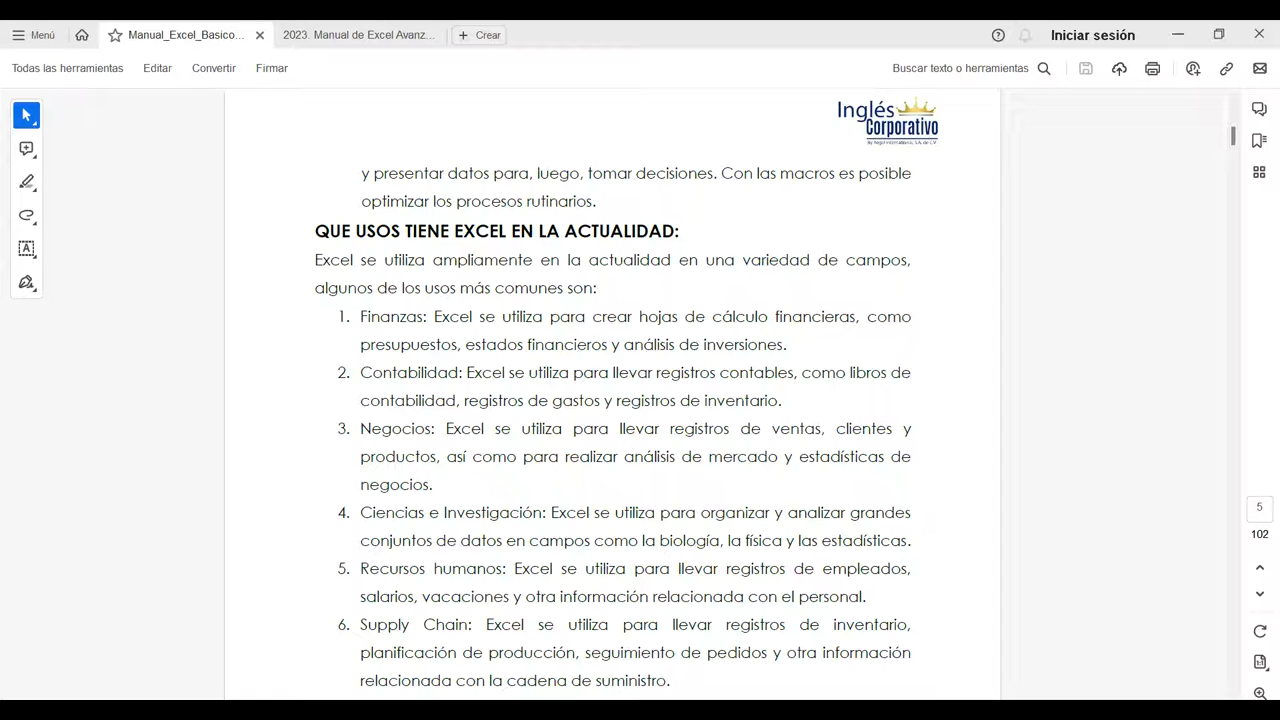 Menú
Manual_Excel_Basico...
2023. Manual de Excel Avanz...
Crear
Iniciar sesión
Todas las herramientas
Editar
Convertir
Firmar
Buscar texto o herramientas
Inglés
Corporativo
y presentar datos para, luego, tomar decisiones. Con las macros es posible
optimizar los procesos rutinarios.
QUE USOS TIENE EXCEL EN LA ACTUALIDAD:
Excel se utiliza ampliamente en la actualidad en una variedad de campos,
algunos de los usos más comunes son:
1. Finanzas: Excel se utiliza para crear hojas de cálculo financieras, como
presupuestos, estados financieros y análisis de inversiones.
2. Contabilidad: Excel se utiliza para llevar registros contables, como libros de
contabilidad, registros de gastos y registros de inventario.
3. Negocios: Excel se utiliza para llevar registros de ventas, clientes y
productos, así como para realizar análisis de mercado y estadísticas de
negocios.
4. Ciencias e Investigación: Excel se utiliza para organizar y analizar grandes
conjuntos de datos en campos como la biología, la física y las estadísticas.
5. Recursos humanos: Excel se utiliza para llevar registros de empleados,
salarios, vacaciones y otra información relacionada con el personal.
6. Supply Chain: Excel se utiliza para llevar registros de inventario,
planificación de producción, seguimiento de pedidos y otra información
relacionada con la cadena de suministro.
5
102